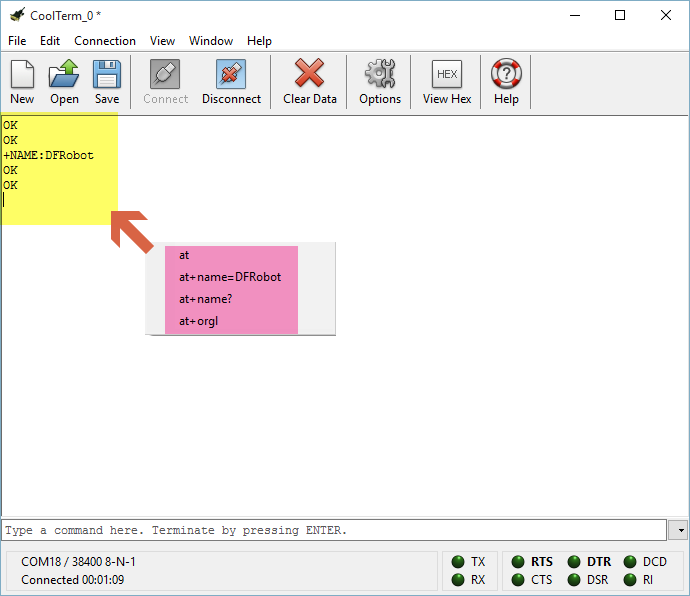 CoolTerm_0 *
File Edit Connection View Window Help
HEX
New Open Save Connect Disconnect Clear Data Options View Hex Help
OK
OK
+NAME:DFRobot
OK
OK
at
at+name=DFRobot
at+name?
at+orgl
Type a command here. Terminate by pressing ENTER.
COM18 / 38400 8-N-1
Connected 00:01:09
TX RTS DTR DCD
RX CTS DSR RI